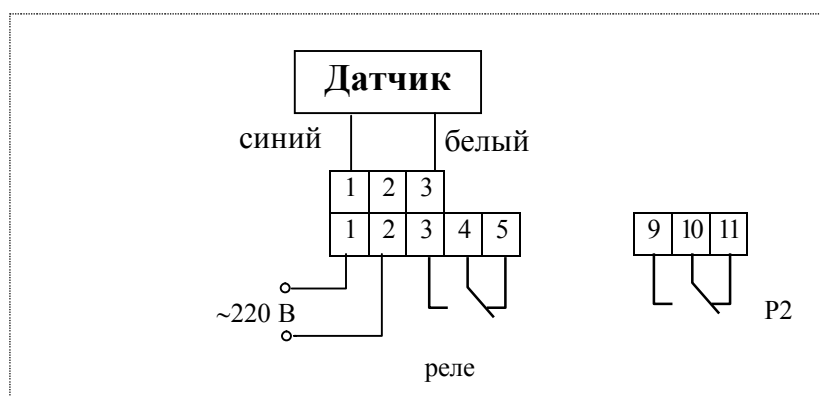 Датчик
синий белый
1 2 3
1 2 3 4 5 9 10 11
~220 В P2
реле